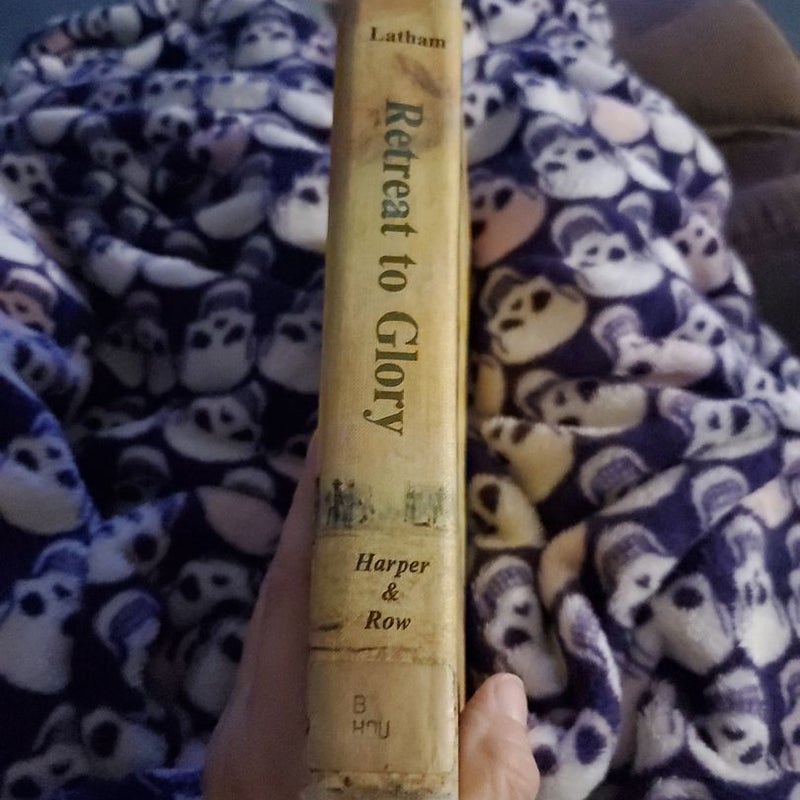 Latham
Retreat to Glory
Harper
&
Row
B
HOU